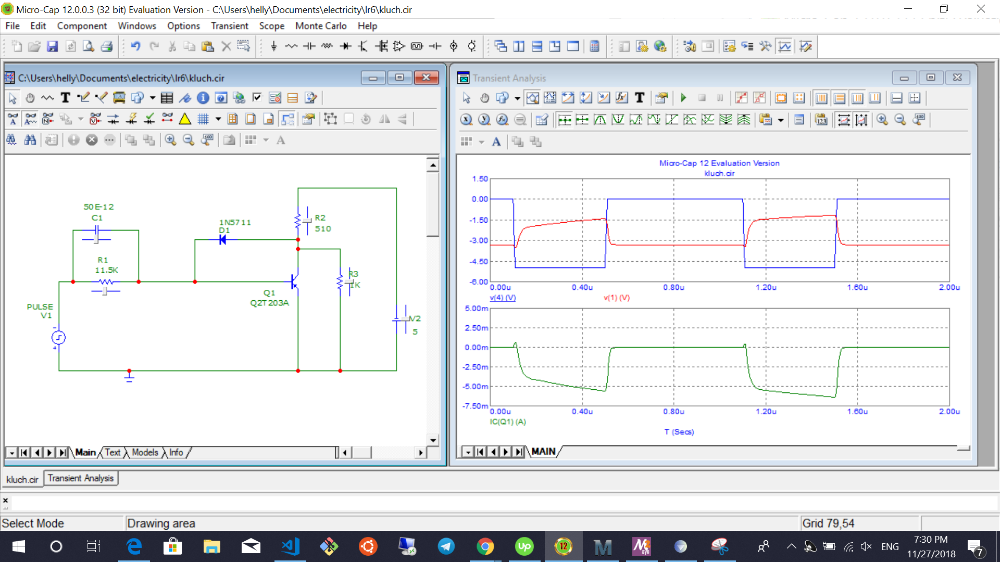 Micro-Cap 12.0.0.3 (32 bit) Evaluation Version - C:\Users\helly\Documents\electricity\lr6\kluch.cir
File Edit Component Windows Options Transient Scope Monte Carlo Help
C:\Users\helly\Documents\electricity\lr6\kluch.cir
50E-12
C1
1N5711
D1
R2
510
R1
11.5K
R3
1K
Q1
Q2T203A
PULSE
V1
V2
5
Main Text Models Info
Transient Analysis
Micro-Cap 12 Evaluation Version
kluch.cir
1.50
0.00
-1.50
-3.00
-4.50
-6.00
0.00u 0.40u 0.80u 1.20u 1.60u 2.00u
v(4) (V) v(1) (V)
5.00m
2.50m
0.00m
-2.50m
-5.00m
-7.50m
0.00u 0.40u 0.80u 1.20u 1.60u 2.00u
IC(Q1) (A)
T (Secs)
MAIN
kluch.cir Transient Analysis
Select Mode Drawing area Grid 79,54
ENG
7:30 PM
11/27/2018
7